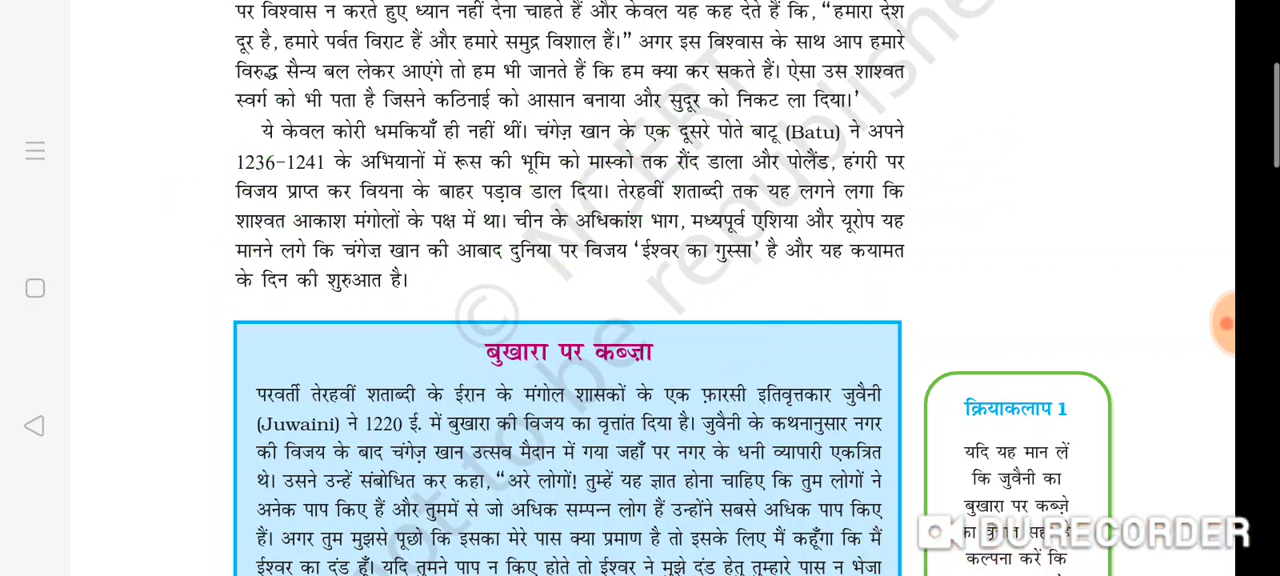 पर विश्वास न करते हुए ध्यान नहीं देना चाहते हैं और केवल यह कह देते हैं कि, “हमारा देश
दूर है, हमारे पर्वत विराट हैं और हमारे समुद्र विशाल हैं।” अगर इस विश्वास के साथ आप हमारे
विरुद्ध सैन्य बल लेकर आएंगे तो हम भी जानते हैं कि हम क्या कर सकते हैं। ऐसा उस शाश्वत
स्वर्ग को भी पता है जिसने कठिनाई को आसान बनाया और सुदूर को निकट ला दिया।’
ये केवल कोरी धमकियाँ ही नहीं थीं। चंगेज़ खान के एक दूसरे पोते बाटू (Batu) ने अपने
1236-1241 के अभियानों में रूस की भूमि को मास्को तक रौंद डाला और पोलैंड, हंगरी पर
विजय प्राप्त कर वियना के बाहर पड़ाव डाल दिया। तेरहवीं शताब्दी तक यह लगने लगा कि
शाश्वत आकाश मंगोलों के पक्ष में था। चीन के अधिकांश भाग, मध्यपूर्व एशिया और यूरोप यह
मानने लगे कि चंगेज़ खान की आबाद दुनिया पर विजय ‘ईश्वर का गुस्सा’ है और यह कयामत
के दिन की शुरुआत है।
बुखारा पर कब्ज़ा
परवर्ती तेरहवीं शताब्दी के ईरान के मंगोल शासकों के एक फ़ारसी इतिवृत्तकार जुवैनी
(Juwaini) ने 1220 ई. में बुखारा की विजय का वृत्तांत दिया है। जुवैनी के कथनानुसार नगर
की विजय के बाद चंगेज़ खान उत्सव मैदान में गया जहाँ पर नगर के धनी व्यापारी एकत्रित
थे। उसने उन्हें संबोधित कर कहा, “अरे लोगों! तुम्हें यह ज्ञात होना चाहिए कि तुम लोगों ने
अनेक पाप किए हैं और तुममें से जो अधिक सम्पन्न लोग हैं उन्होंने सबसे अधिक पाप किए
हैं। अगर तुम मुझसे पूछो कि इसका मेरे पास क्या प्रमाण है तो इसके लिए मैं कहूँगा कि मैं
ईश्वर का दंड हूँ। यदि तुमने पाप न किए होते तो ईश्वर ने मुझे दंड हेतु तुम्हारे पास न भेजा
क्रियाकलाप 1
यदि यह मान लें
कि जुवैनी का
बुखारा पर कब्ज़े
कल्पना करें कि
DU RECORDER
© NCERT
not to be republished